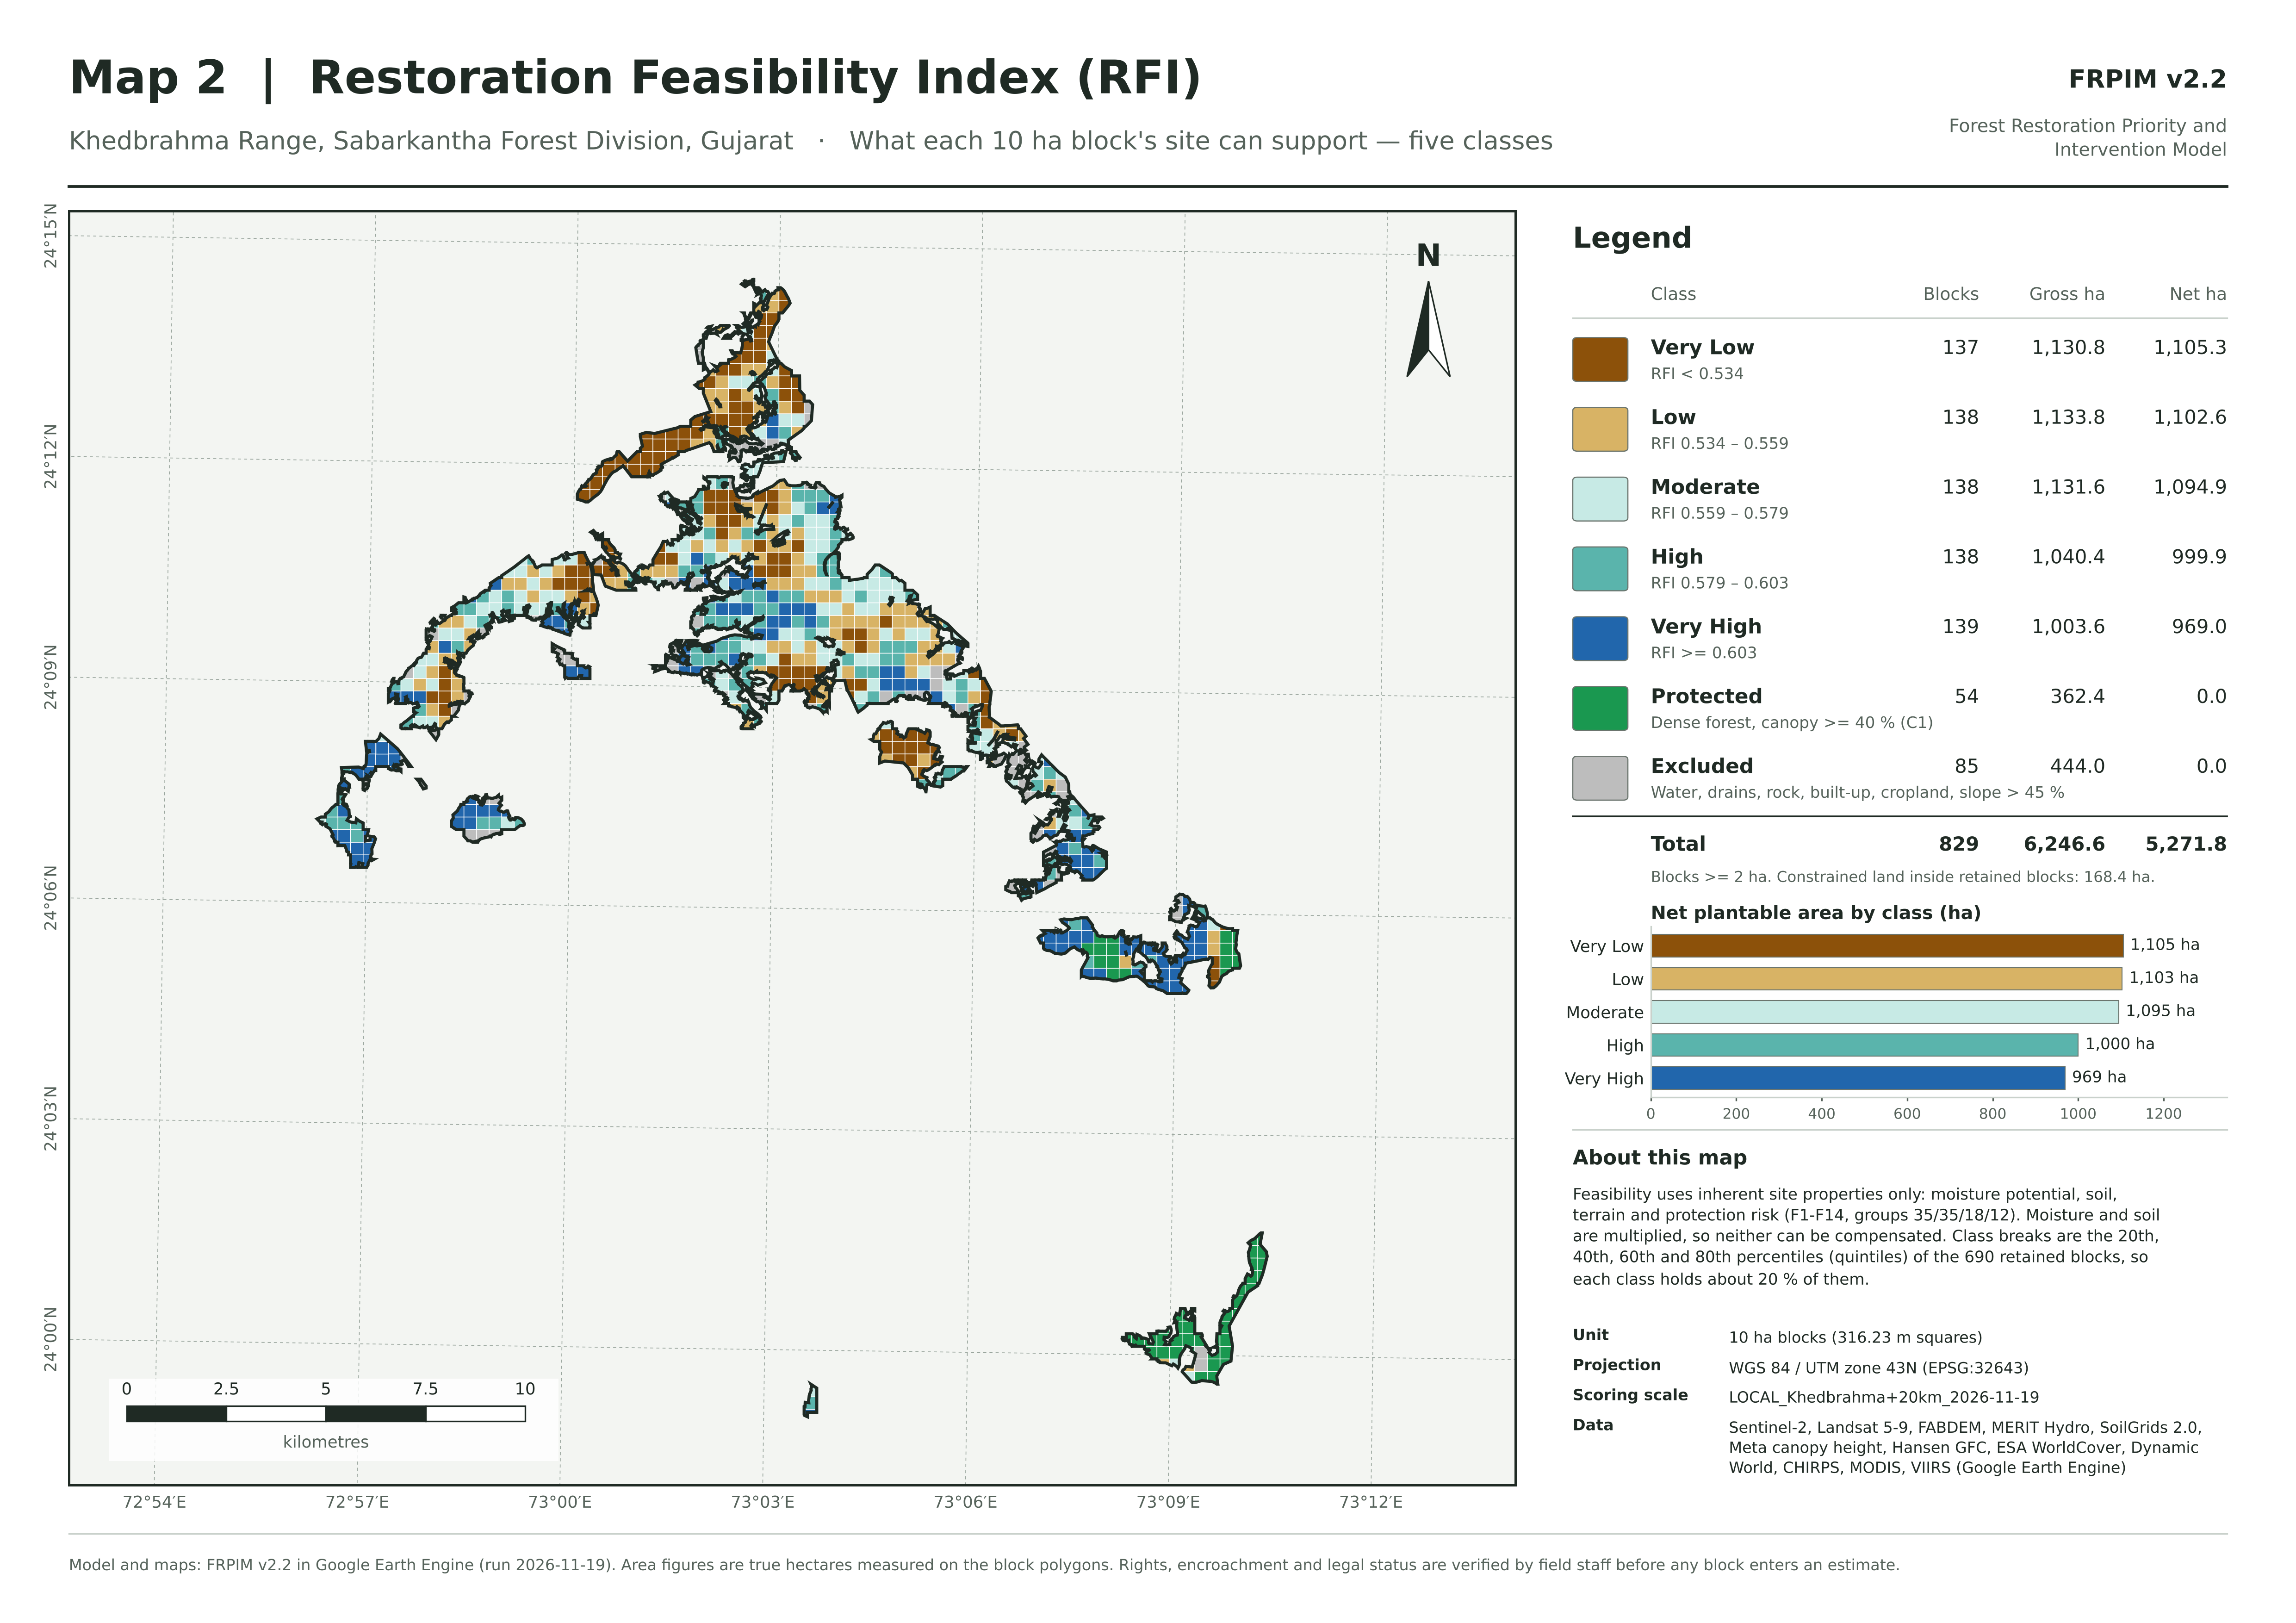 Map 2 | Restoration Feasibility Index (RFI)
FRPIM v2.2
Khedbrahma Range, Sabarkantha Forest Division, Gujarat · What each 10 ha block's site can support — five classes
Forest Restoration Priority and
Intervention Model
24°15′N
24°12′N
24°09′N
24°06′N
24°03′N
24°00′N
N
0 2.5 5 7.5 10
kilometres
72°54′E 72°57′E 73°00′E 73°03′E 73°06′E 73°09′E 73°12′E
Legend
Class Blocks Gross ha Net ha
Very Low 137 1,130.8 1,105.3
RFI < 0.534
Low 138 1,133.8 1,102.6
RFI 0.534 – 0.559
Moderate 138 1,131.6 1,094.9
RFI 0.559 – 0.579
High 138 1,040.4 999.9
RFI 0.579 – 0.603
Very High 139 1,003.6 969.0
RFI >= 0.603
Protected 54 362.4 0.0
Dense forest, canopy >= 40 % (C1)
Excluded 85 444.0 0.0
Water, drains, rock, built-up, cropland, slope > 45 %
Total 829 6,246.6 5,271.8
Blocks >= 2 ha. Constrained land inside retained blocks: 168.4 ha.
Net plantable area by class (ha)
Very Low 1,105 ha
Low 1,103 ha
Moderate 1,095 ha
High 1,000 ha
Very High 969 ha
0 200 400 600 800 1000 1200
About this map
Feasibility uses inherent site properties only: moisture potential, soil,
terrain and protection risk (F1-F14, groups 35/35/18/12). Moisture and soil
are multiplied, so neither can be compensated. Class breaks are the 20th,
40th, 60th and 80th percentiles (quintiles) of the 690 retained blocks, so
each class holds about 20 % of them.
Unit 10 ha blocks (316.23 m squares)
Projection WGS 84 / UTM zone 43N (EPSG:32643)
Scoring scale LOCAL_Khedbrahma+20km_2026-11-19
Data Sentinel-2, Landsat 5-9, FABDEM, MERIT Hydro, SoilGrids 2.0,
Meta canopy height, Hansen GFC, ESA WorldCover, Dynamic
World, CHIRPS, MODIS, VIIRS (Google Earth Engine)
Model and maps: FRPIM v2.2 in Google Earth Engine (run 2026-11-19). Area figures are true hectares measured on the block polygons. Rights, encroachment and legal status are verified by field staff before any block enters an estimate.